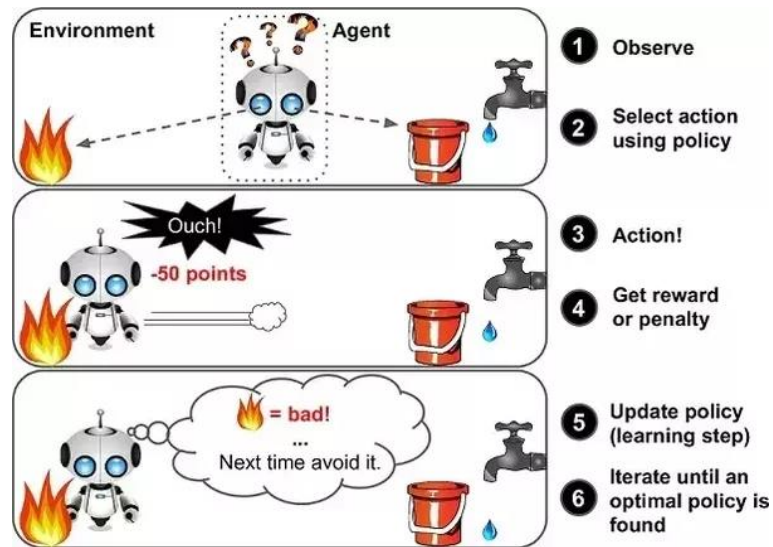 Environment
Agent
? ? ?
1 Observe
2 Select action
using policy
Ouch!
-50 points
3 Action!
4 Get reward
or penalty
= bad!
...
Next time avoid it.
5 Update policy
(learning step)
6 Iterate until an
optimal policy is
found